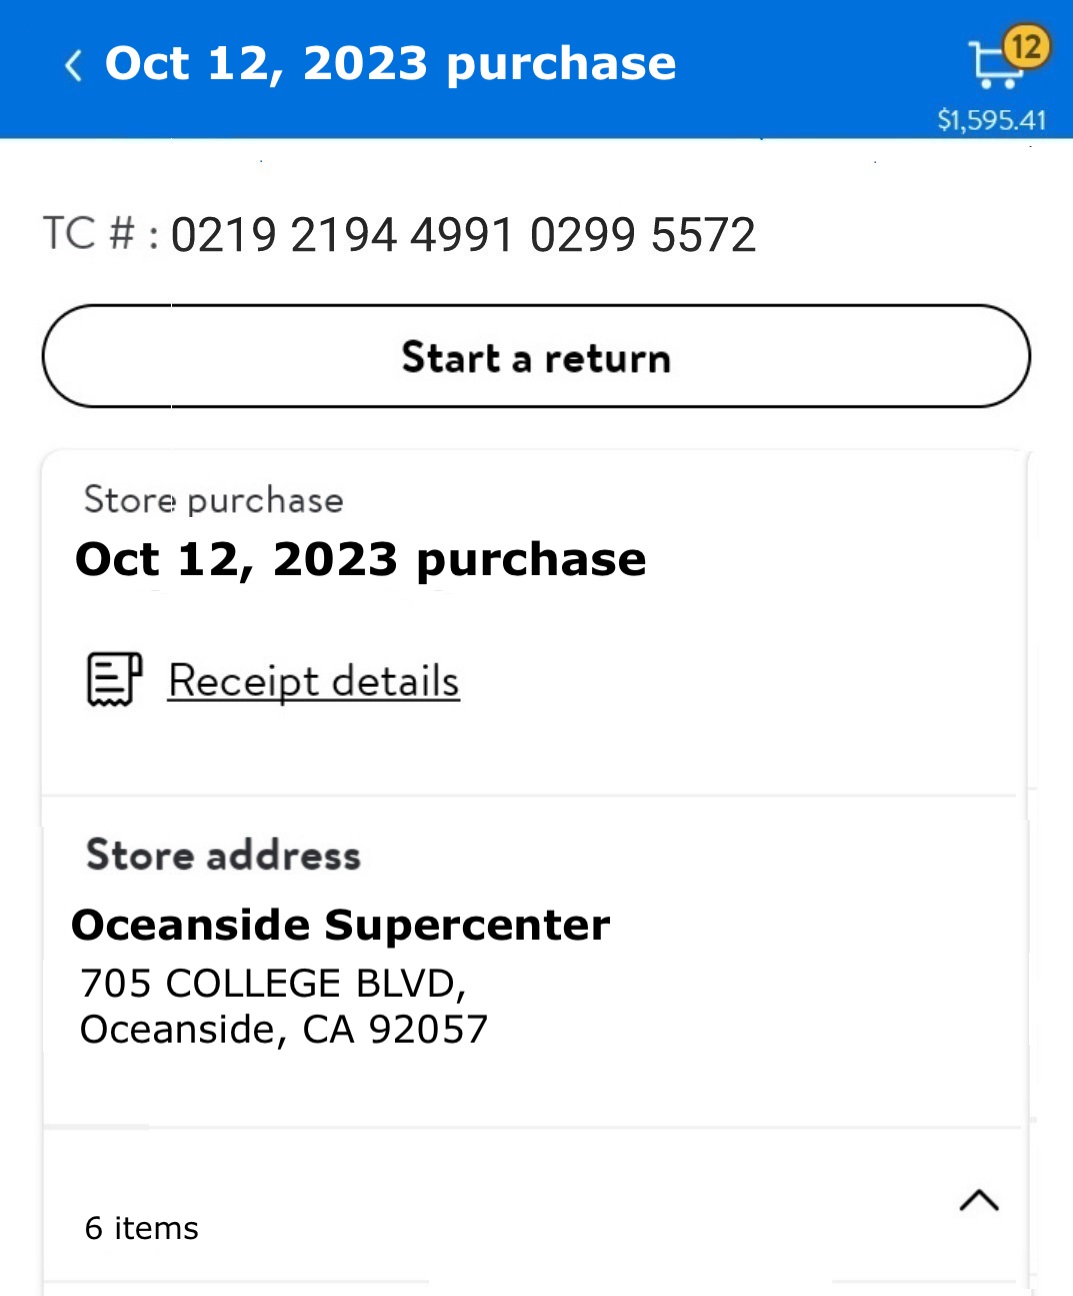 Oct 12, 2023 purchase
12
$1,595.41
TC # : 0219 2194 4991 0299 5572
Start a return
Store purchase
Oct 12, 2023 purchase
Receipt details
Store address
Oceanside Supercenter
705 COLLEGE BLVD,
Oceanside, CA 92057
6 items